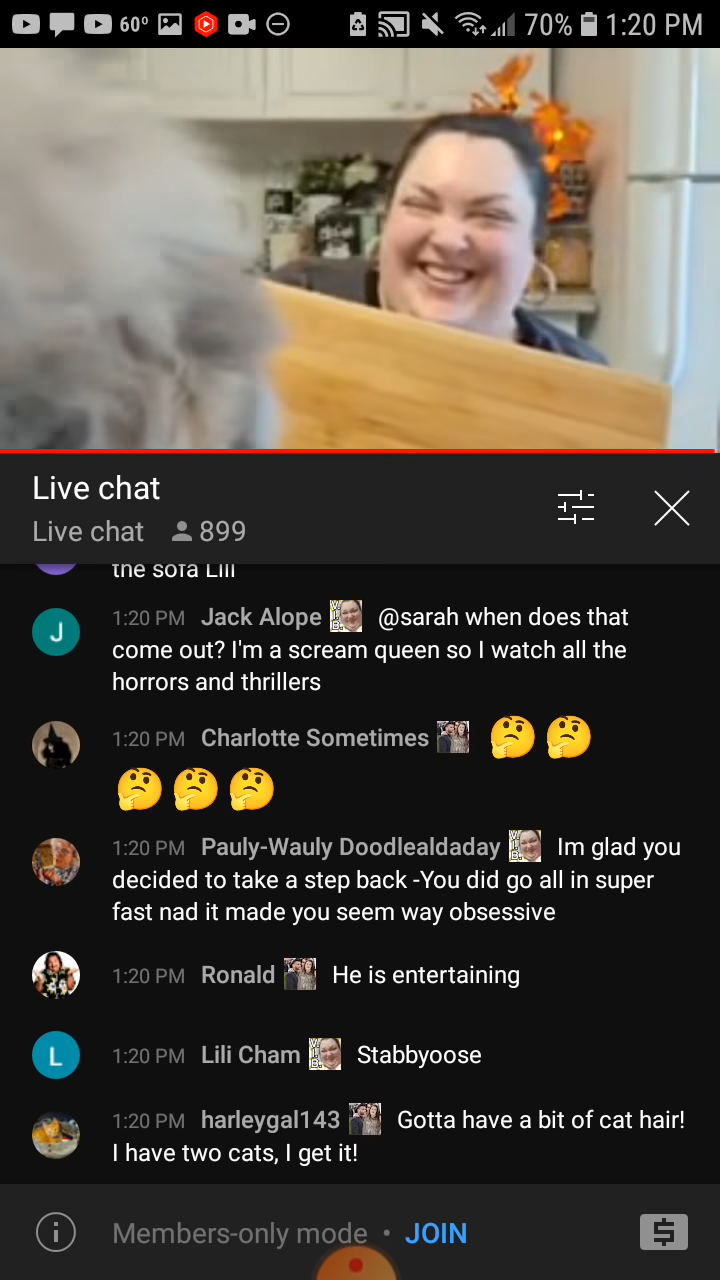 60° 70% 1:20 PM
Live chat
Live chat 899
the sofa Lili
J 1:20 PM Jack Alope @sarah when does that
come out? I'm a scream queen so I watch all the
horrors and thrillers
1:20 PM Charlotte Sometimes 🤔 🤔
🤔 🤔 🤔
1:20 PM Pauly-Wauly Doodlealdaday Im glad you
decided to take a step back -You did go all in super
fast nad it made you seem way obsessive
1:20 PM Ronald He is entertaining
L 1:20 PM Lili Cham Stabbyoose
1:20 PM harleygal143 Gotta have a bit of cat hair!
I have two cats, I get it!
Members-only mode • JOIN